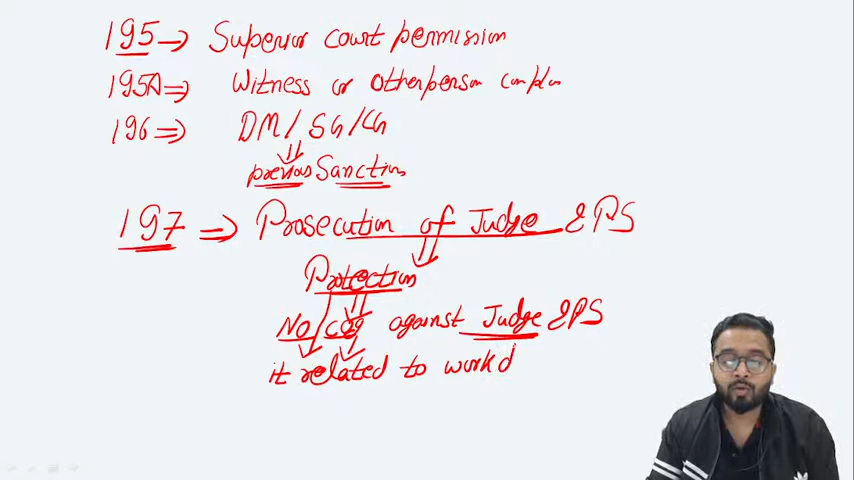 195 ⇒ Superior court permission
195A ⇒ Witness or other person
196 ⇒ DM/SG/CG
previous Sanction
197 ⇒ Prosecution of Judge & PS
Protection
No/cog against Judge & PS
it related to work d